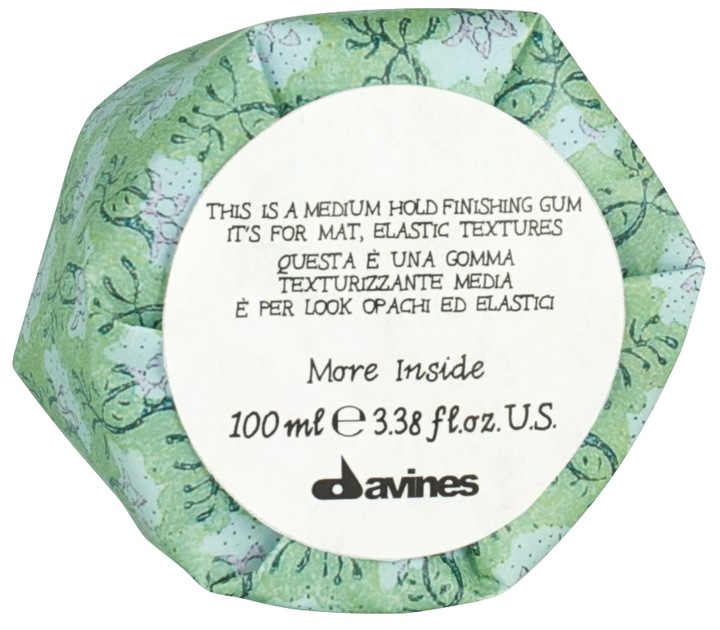 THIS IS A MEDIUM HOLD FINISHING GUM
IT'S FOR MAT, ELASTIC TEXTURES
QUESTA È UNA GOMMA
TEXTURIZZANTE MEDIA
È PER LOOK OPACHI ED ELASTICI
More Inside
100 ml ℮ 3.38 fl.oz. U.S.
davines